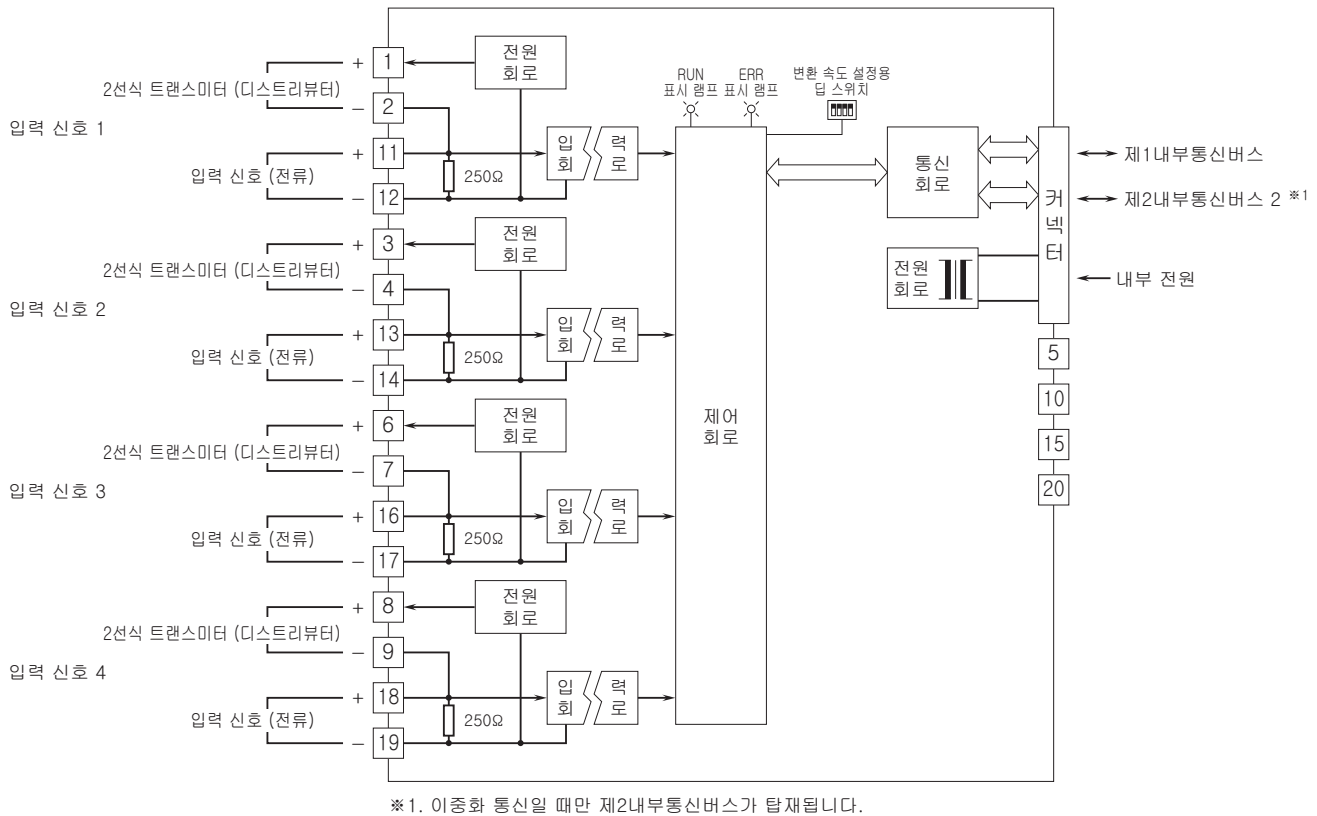 입력 신호 1
2선식 트랜스미터 (디스트리뷰터)
+ 1
− 2
입력 신호 (전류)
+ 11
− 12
전원
회로
250Ω
입력
회로
입력 신호 2
2선식 트랜스미터 (디스트리뷰터)
+ 3
− 4
입력 신호 (전류)
+ 13
− 14
전원
회로
250Ω
입력
회로
입력 신호 3
2선식 트랜스미터 (디스트리뷰터)
+ 6
− 7
입력 신호 (전류)
+ 16
− 17
전원
회로
250Ω
입력
회로
입력 신호 4
2선식 트랜스미터 (디스트리뷰터)
+ 8
− 9
입력 신호 (전류)
+ 18
− 19
전원
회로
250Ω
입력
회로
RUN
표시 램프
ERR
표시 램프
변환 속도 설정용
딥 스위치
제어
회로
통신
회로
전원
회로
커넥터
제1내부통신버스
제2내부통신버스 2 ※1
내부 전원
5
10
15
20
※1. 이중화 통신일 때만 제2내부통신버스가 탑재됩니다.